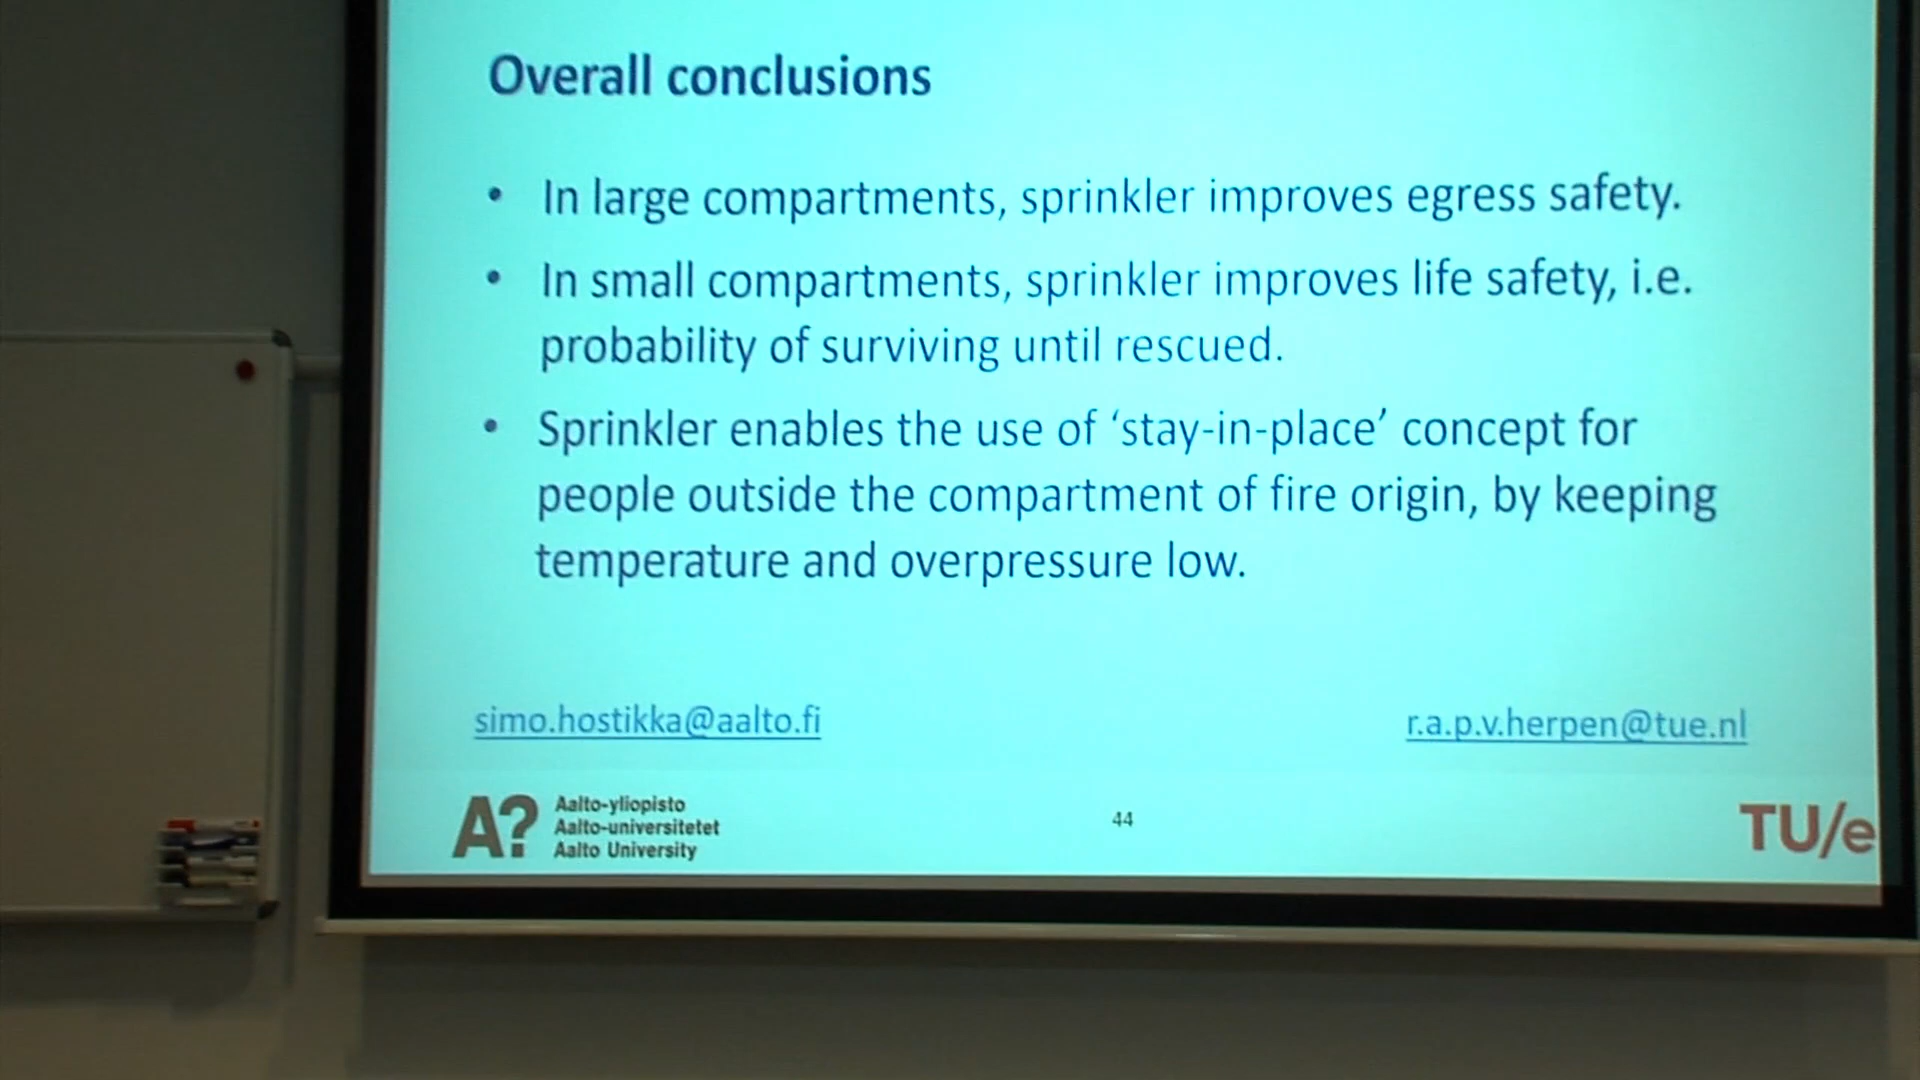 Overall conclusions
• In large compartments, sprinkler improves egress safety.
• In small compartments, sprinkler improves life safety, i.e.
probability of surviving until rescued.
• Sprinkler enables the use of ‘stay-in-place’ concept for
people outside the compartment of fire origin, by keeping
temperature and overpressure low.
simo.hostikka@aalto.fi
r.a.p.v.herpen@tue.nl
A?
Aalto-yliopisto
Aalto-universitetet
Aalto University
44
TU/e